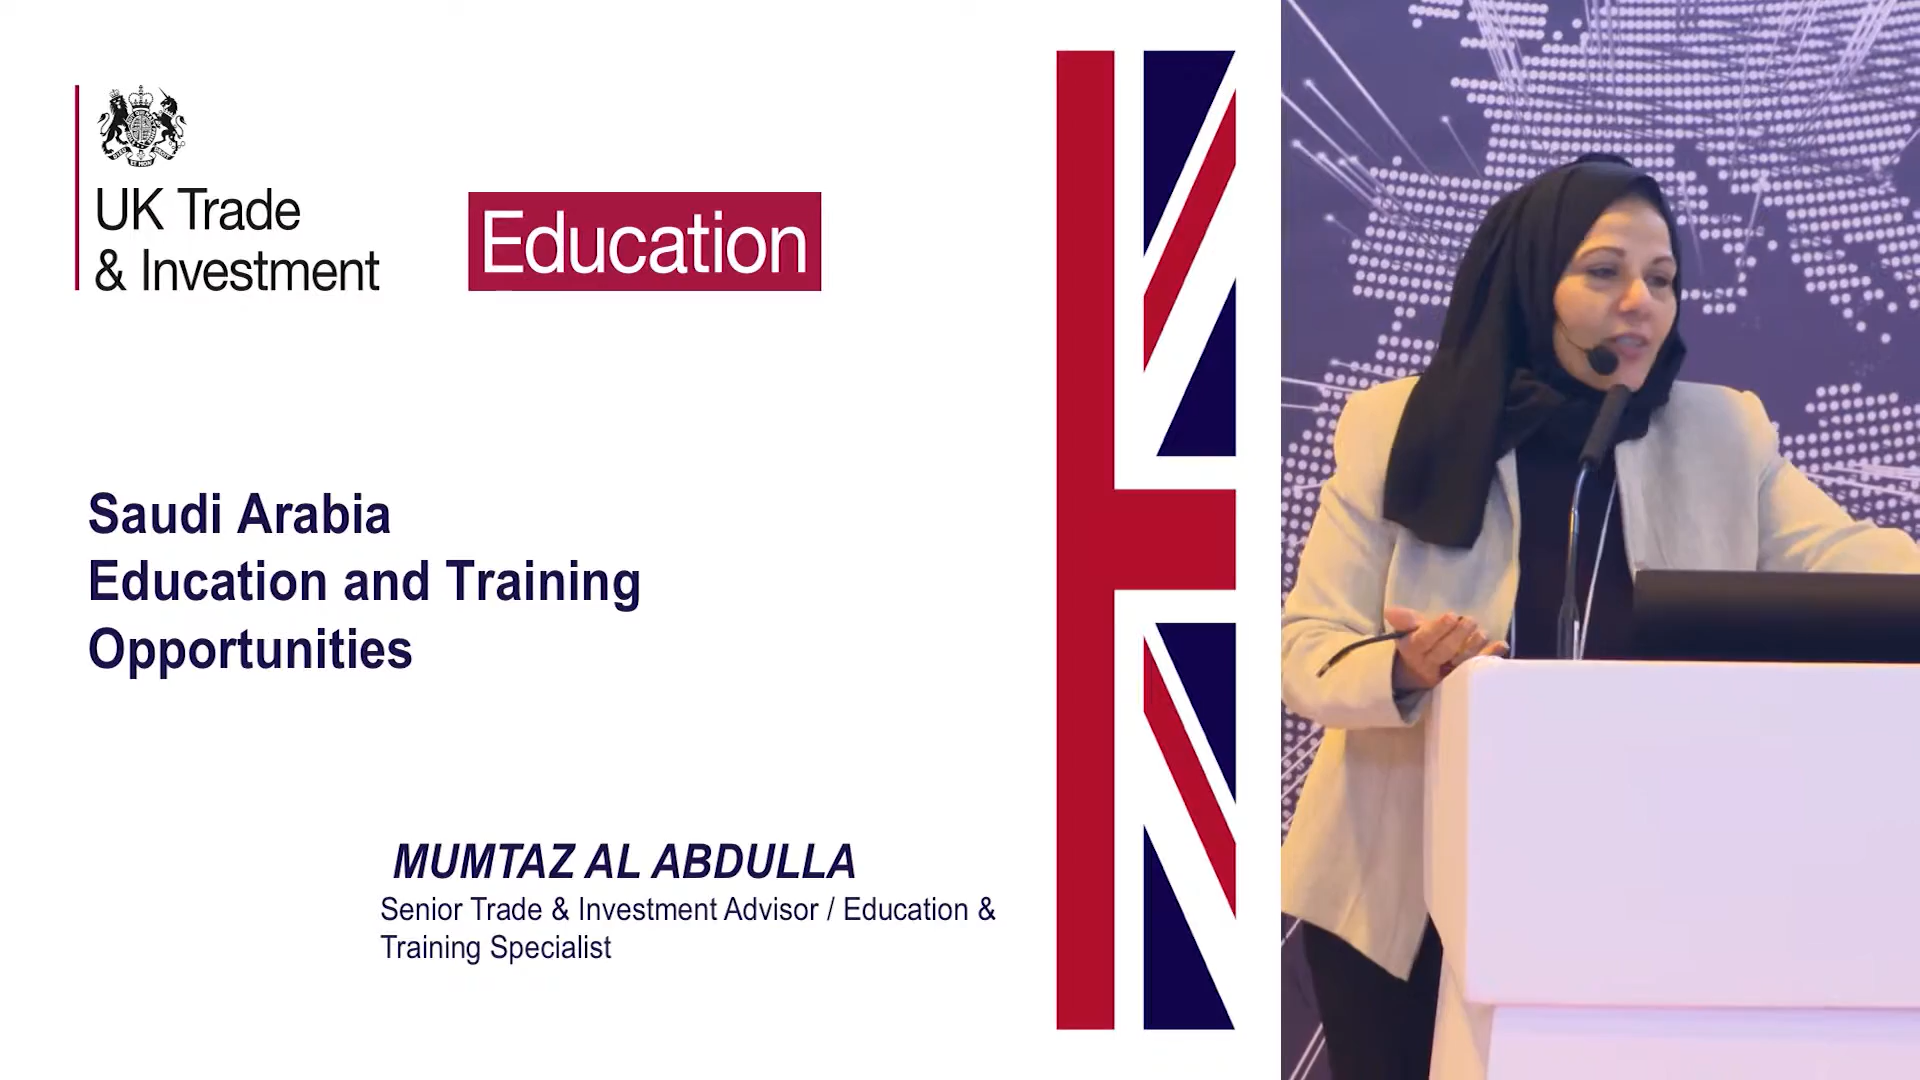 UK Trade
& Investment
Education
Saudi Arabia
Education and Training
Opportunities
MUMTAZ AL ABDULLA
Senior Trade & Investment Advisor / Education &
Training Specialist